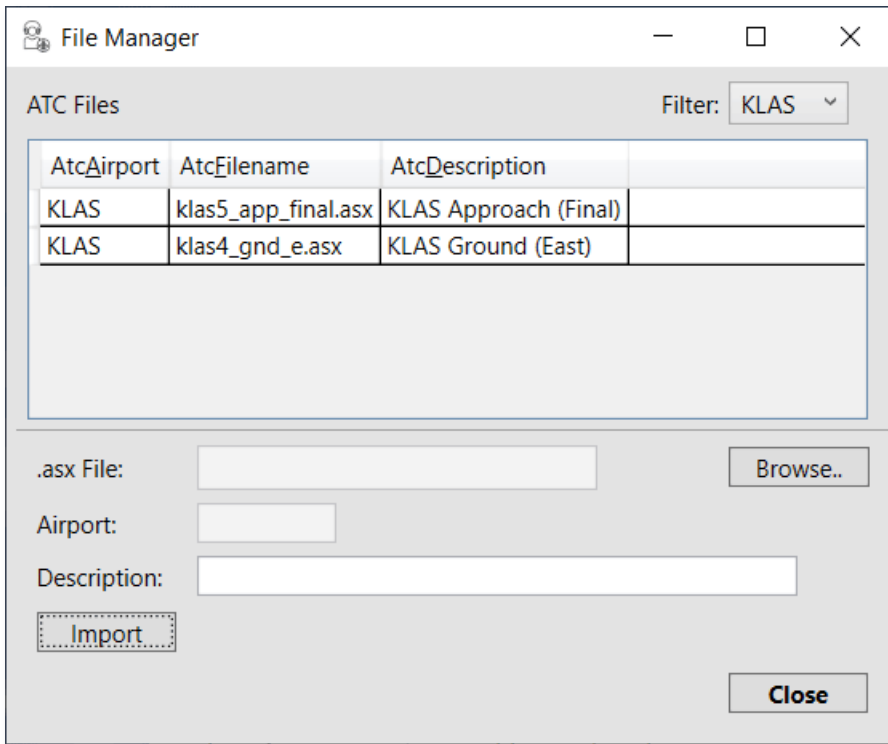 File Manager
ATC Files Filter: KLAS
AtcAirport AtcFilename AtcDescription
KLAS klas5_app_final.asx KLAS Approach (Final)
KLAS klas4_gnd_e.asx KLAS Ground (East)
.asx File: Browse..
Airport:
Description:
Import
Close